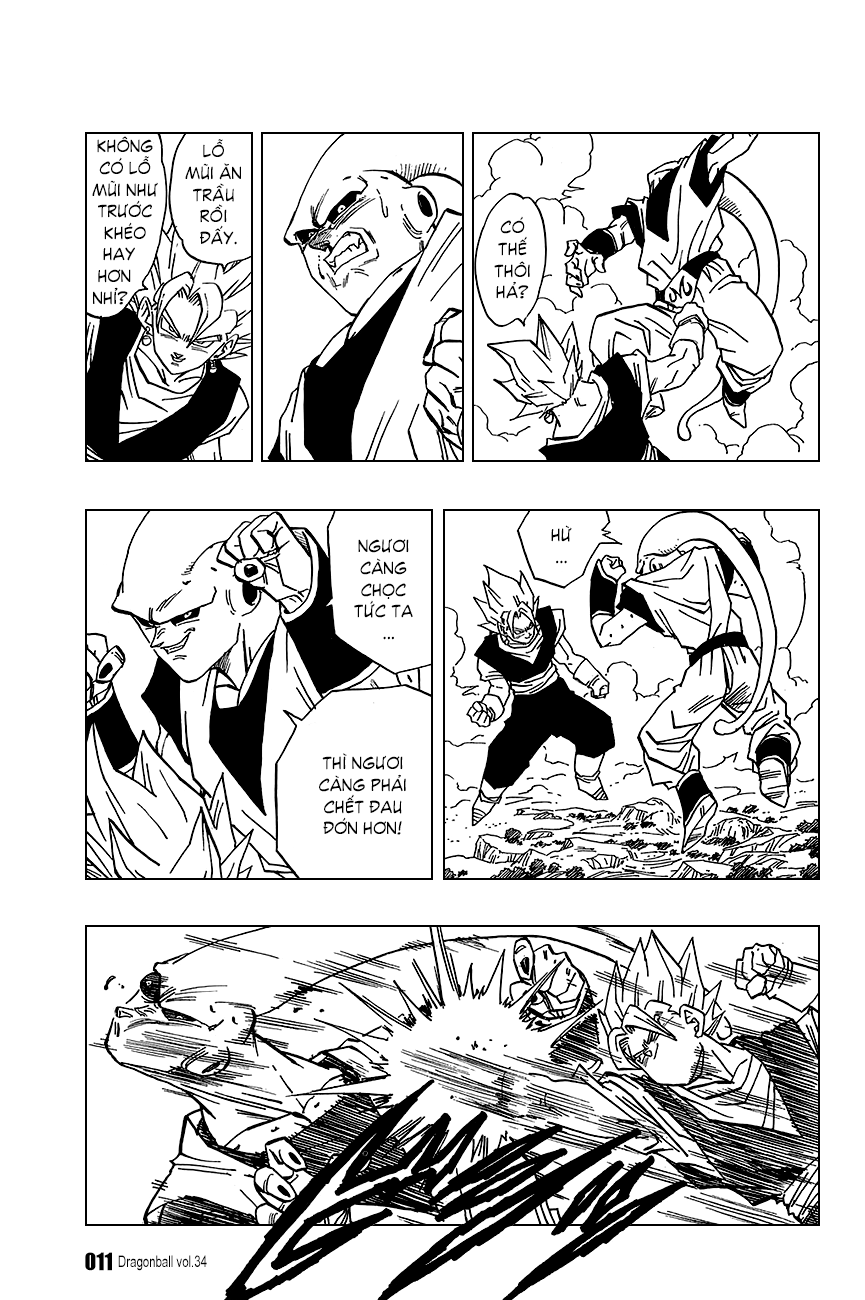 CÓ
THẾ
THÔI
HẢ?
LỖ
MŨI ĂN
TRẦU
RỒI
ĐẤY.
KHÔNG
CÓ LỖ
MŨI NHƯ
TRƯỚC
KHÉO
HAY
HƠN
NHỈ?
HỪ
...
NGƯƠI
CÀNG
CHỌC
TỨC TA
...
THÌ NGƯƠI
CÀNG PHẢI
CHẾT ĐAU
ĐỚN HƠN!
011 Dragonball vol.34